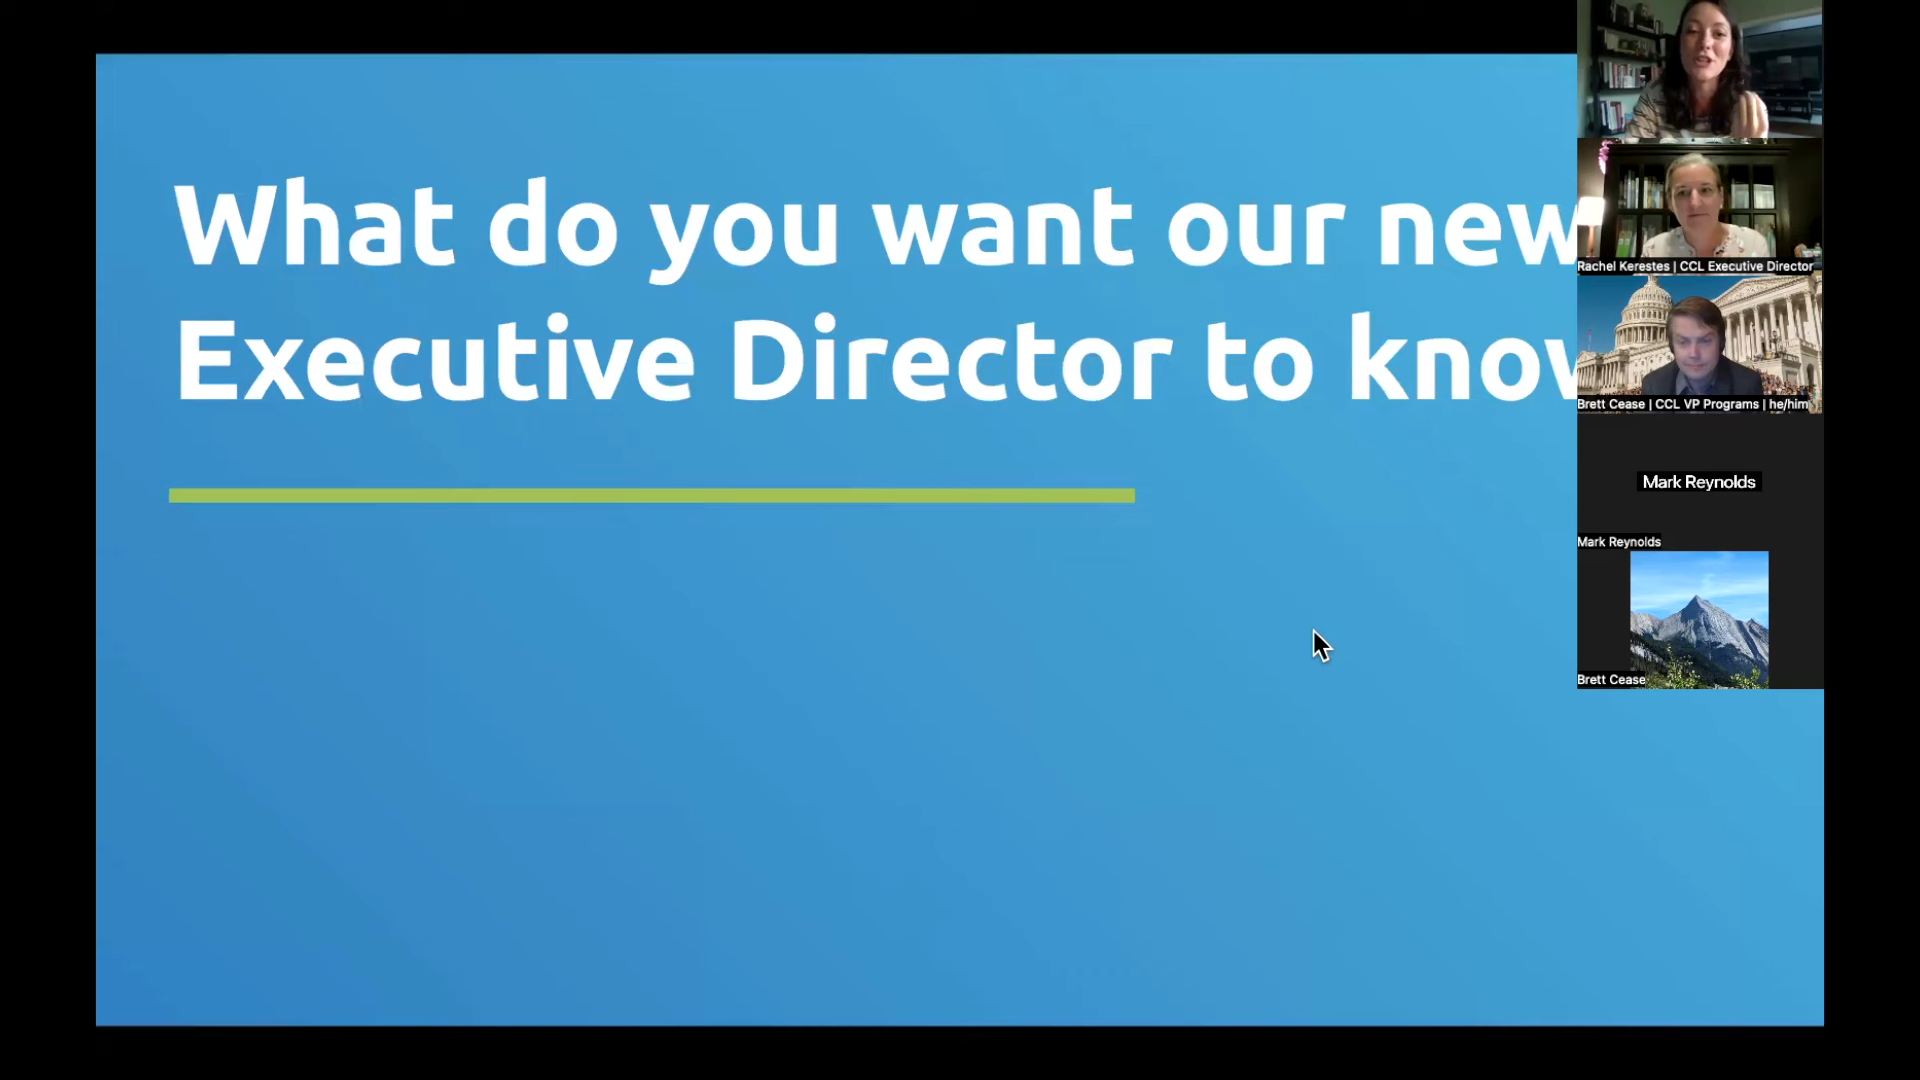 What do you want our new
Executive Director to know
Rachel Kerestes | CCL Executive Director
Brett Cease | CCL VP Programs | he/him
Mark Reynolds
Mark Reynolds
Brett Cease